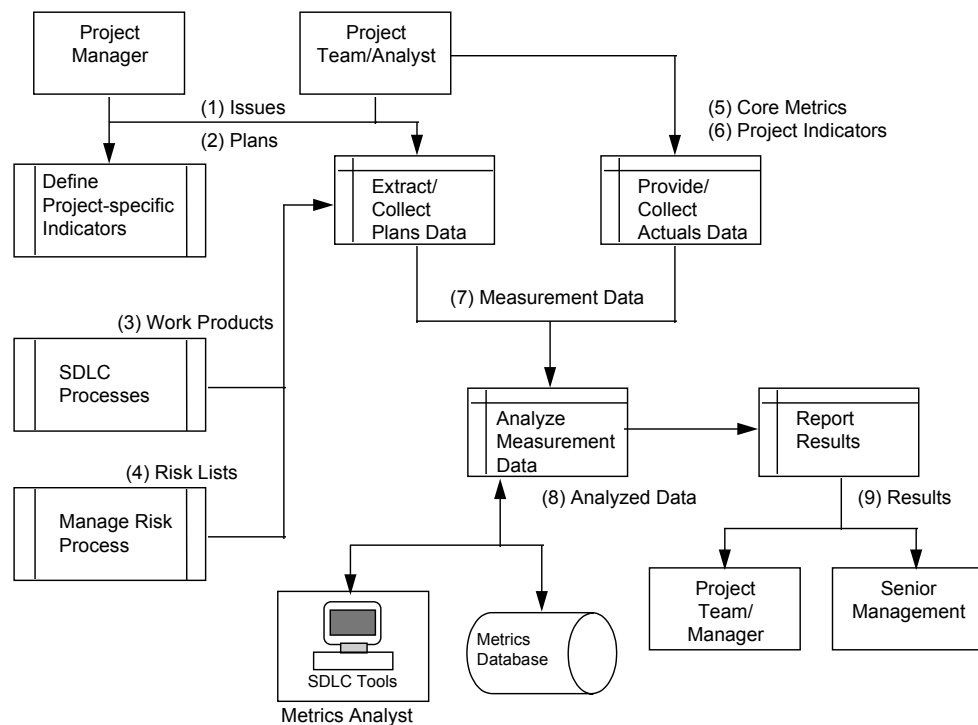 Project
Manager
Project
Team/Analyst
(1) Issues
(2) Plans
(5) Core Metrics
(6) Project Indicators
Define
Project-specific
Indicators
Extract/
Collect
Plans Data
Provide/
Collect
Actuals Data
(7) Measurement Data
(3) Work Products
SDLC
Processes
Analyze
Measurement
Data
Report
Results
(4) Risk Lists
(8) Analyzed Data
(9) Results
Manage Risk
Process
Project
Team/
Manager
Senior
Management
Metrics
Database
SDLC Tools
Metrics Analyst